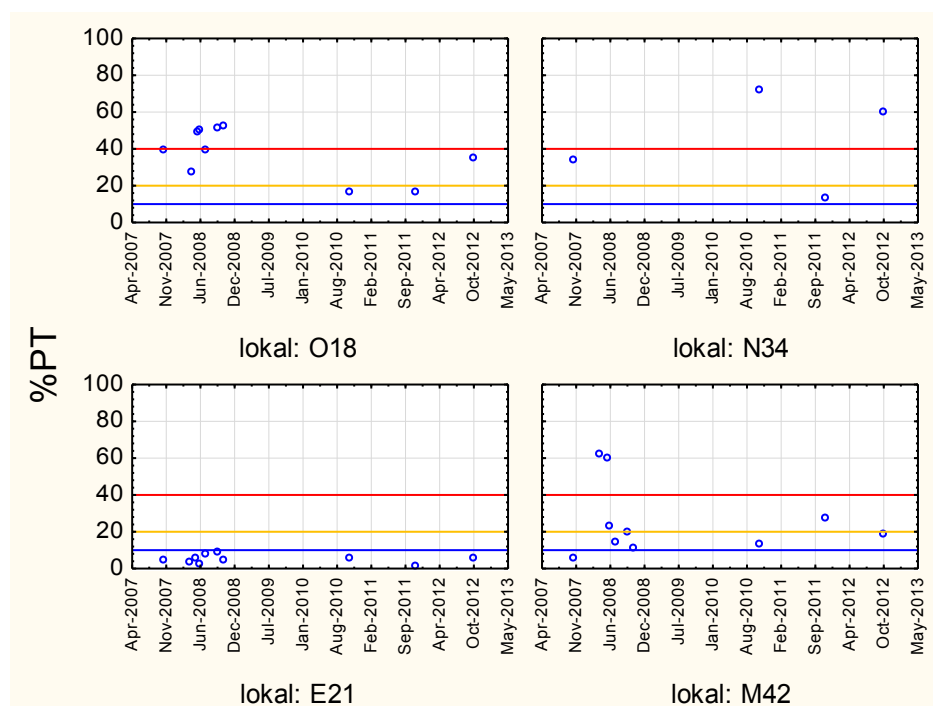 %PT
100
80
60
40
20
0
Apr-2007 Nov-2007 Jun-2008 Dec-2008 Jul-2009 Jan-2010 Aug-2010 Feb-2011 Sep-2011 Apr-2012 Oct-2012 May-2013
lokal: O18
Apr-2007 Nov-2007 Jun-2008 Dec-2008 Jul-2009 Jan-2010 Aug-2010 Feb-2011 Sep-2011 Apr-2012 Oct-2012 May-2013
lokal: N34
100
80
60
40
20
0
Apr-2007 Nov-2007 Jun-2008 Dec-2008 Jul-2009 Jan-2010 Aug-2010 Feb-2011 Sep-2011 Apr-2012 Oct-2012 May-2013
lokal: E21
Apr-2007 Nov-2007 Jun-2008 Dec-2008 Jul-2009 Jan-2010 Aug-2010 Feb-2011 Sep-2011 Apr-2012 Oct-2012 May-2013
lokal: M42